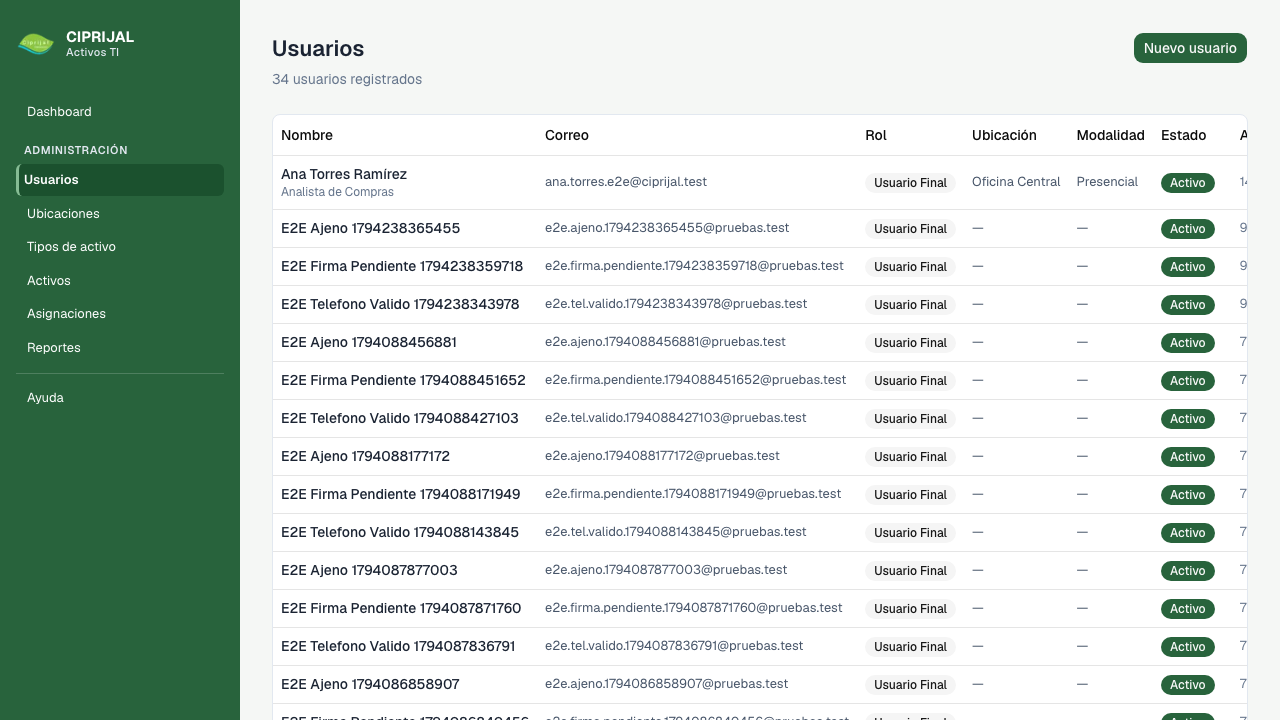 Ciprijal
CIPRIJAL
Activos TI
Dashboard
ADMINISTRACIÓN
Usuarios
Ubicaciones
Tipos de activo
Activos
Asignaciones
Reportes
Ayuda
Usuarios
34 usuarios registrados
Nuevo usuario
Nombre Correo Rol Ubicación Modalidad Estado
Ana Torres Ramírez
Analista de Compras
ana.torres.e2e@ciprijal.test Usuario Final Oficina Central Presencial Activo
E2E Ajeno 1794238365455 e2e.ajeno.1794238365455@pruebas.test Usuario Final — — Activo
E2E Firma Pendiente 1794238359718 e2e.firma.pendiente.1794238359718@pruebas.test Usuario Final — — Activo
E2E Telefono Valido 1794238343978 e2e.tel.valido.1794238343978@pruebas.test Usuario Final — — Activo
E2E Ajeno 1794088456881 e2e.ajeno.1794088456881@pruebas.test Usuario Final — — Activo
E2E Firma Pendiente 1794088451652 e2e.firma.pendiente.1794088451652@pruebas.test Usuario Final — — Activo
E2E Telefono Valido 1794088427103 e2e.tel.valido.1794088427103@pruebas.test Usuario Final — — Activo
E2E Ajeno 1794088177172 e2e.ajeno.1794088177172@pruebas.test Usuario Final — — Activo
E2E Firma Pendiente 1794088171949 e2e.firma.pendiente.1794088171949@pruebas.test Usuario Final — — Activo
E2E Telefono Valido 1794088143845 e2e.tel.valido.1794088143845@pruebas.test Usuario Final — — Activo
E2E Ajeno 1794087877003 e2e.ajeno.1794087877003@pruebas.test Usuario Final — — Activo
E2E Firma Pendiente 1794087871760 e2e.firma.pendiente.1794087871760@pruebas.test Usuario Final — — Activo
E2E Telefono Valido 1794087836791 e2e.tel.valido.1794087836791@pruebas.test Usuario Final — — Activo
E2E Ajeno 1794086858907 e2e.ajeno.1794086858907@pruebas.test Usuario Final — — Activo